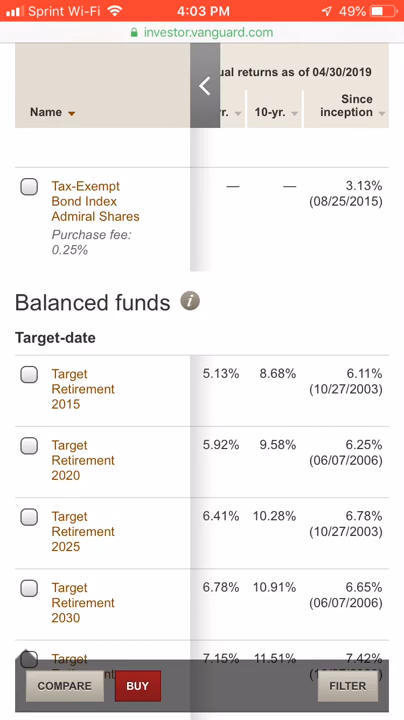 Sprint Wi-Fi 4:03 PM 49%
investor.vanguard.com
ual returns as of 04/30/2019
Name r. 10-yr. Since inception
Tax-Exempt Bond Index Admiral Shares — — 3.13% (08/25/2015)
Purchase fee: 0.25%
Balanced funds i
Target-date
Target Retirement 2015 5.13% 8.68% 6.11% (10/27/2003)
Target Retirement 2020 5.92% 9.58% 6.25% (06/07/2006)
Target Retirement 2025 6.41% 10.28% 6.78% (10/27/2003)
Target Retirement 2030 6.78% 10.91% 6.65% (06/07/2006)
Target 7.15% 11.51% 7.42%
COMPARE BUY FILTER